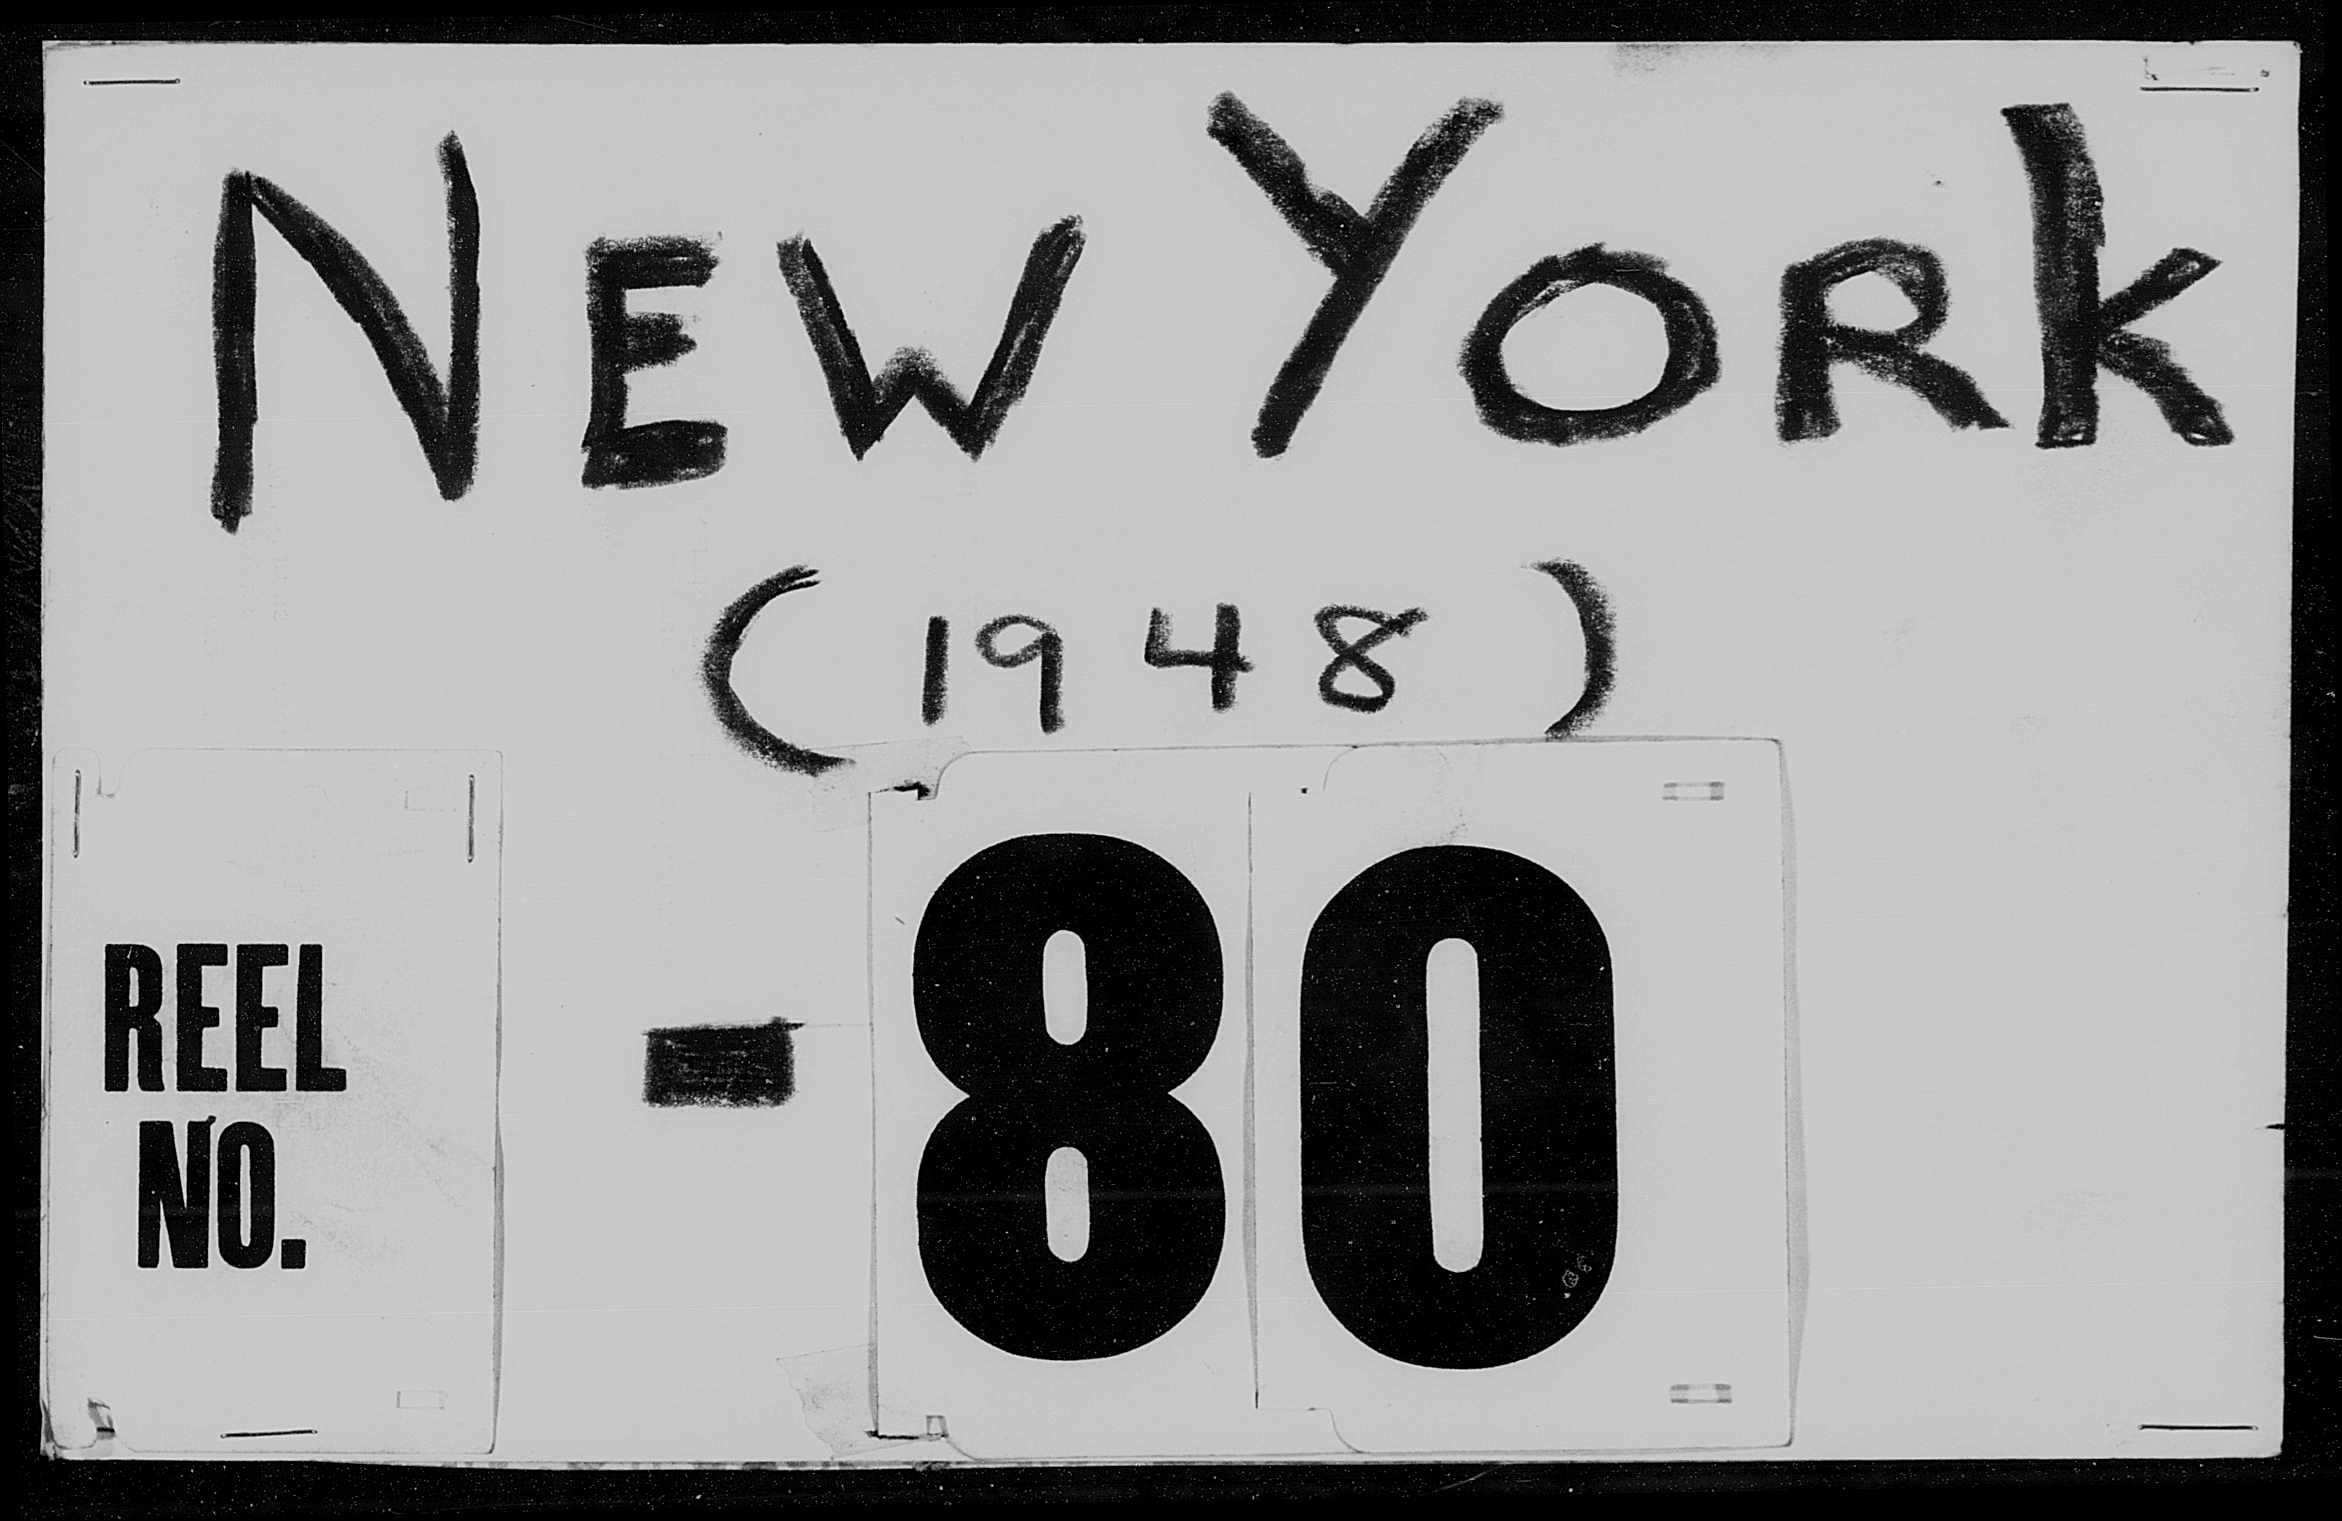 NEW YORK
(1948)
REEL NO. - 80